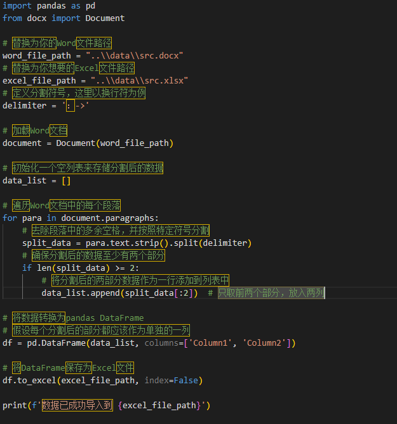 import pandas as pd
from docx import Document

# 替换为你的Word文件路径
word_file_path = "..\\data\\src.docx"
# 替换为你想要的Excel文件路径
excel_file_path = "..\\data\\src.xlsx"
# 定义分割符号，这里以换行符为例
delimiter = '：->'

# 加载Word文档
document = Document(word_file_path)

# 初始化一个空列表来存储分割后的数据
data_list = []

# 遍历Word文档中的每个段落
for para in document.paragraphs:
    # 去除段落中的多余空格，并按照特定符号分割
    split_data = para.text.strip().split(delimiter)
    # 确保分割后的数据至少有两个部分
    if len(split_data) >= 2:
        # 将分割后的两部分数据作为一行添加到列表中
        data_list.append(split_data[:2])  # 只取前两个部分，放入两列

# 将数据转换为pandas DataFrame
# 假设每个分割后的部分都应该作为单独的一列
df = pd.DataFrame(data_list, columns=['Column1', 'Column2'])

# 将DataFrame保存为Excel文件
df.to_excel(excel_file_path, index=False)

print(f'数据已成功导入到 {excel_file_path}')